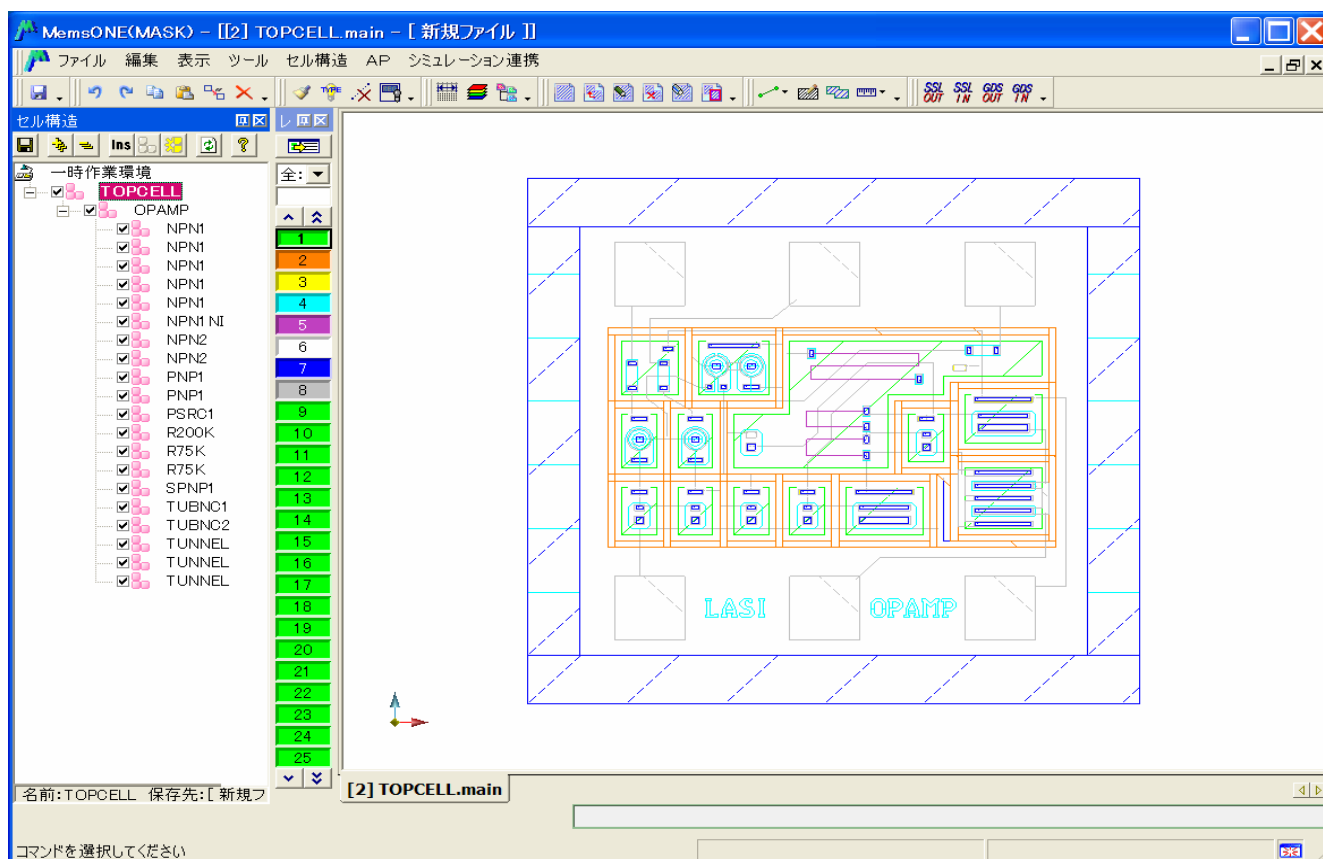 MemsONE(MASK) - [[2] TOPCELL.main - [ 新規ファイル ]]
ファイル 編集 表示 ツール セル構造 AP シミュレーション連携
SSL OUT SSL IN GDS OUT GDS IN
セル構造
レ
Ins
全:
一時作業環境
TOPCELL
OPAMP
NPN1
NPN1
NPN1
NPN1
NPN1
NPN1 NI
NPN2
NPN2
PNP1
PNP1
PSRC1
R200K
R75K
R75K
SPNP1
TUBNC1
TUBNC2
TUNNEL
TUNNEL
TUNNEL
1
2
3
4
5
6
7
8
9
10
11
12
13
14
15
16
17
18
19
20
21
22
23
24
25
LASI OPAMP
名前:TOPCELL 保存先:[ 新規フ
[2] TOPCELL.main
コマンドを選択してください